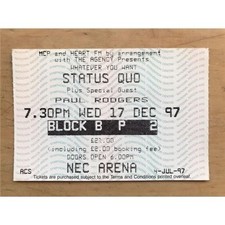 MCP and HEART FM by arrangement
with THE AGENCY Presents
WHATEVER YOU WANT
STATUS QUO
Plus Special Guest
PAUL RODGERS
7.30PM WED 17 DEC 97
BLOCK B P 2
£21.00
including £2.00 booking fee
DOORS OPEN 6.00PM
NEC ARENA
ACS 4-JUL-97
Tickets are purchased subject to the Terms and Conditions printed overleaf